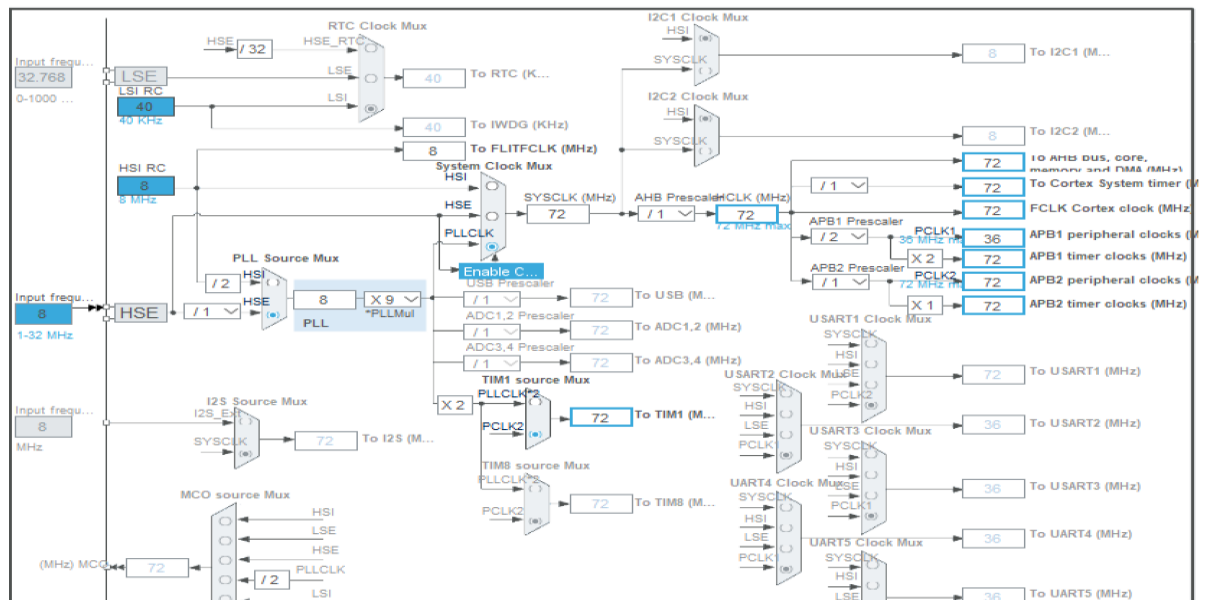 RTC Clock Mux
HSE
/ 32
HSE_RTC
Input frequ...
32.768
0-1000 ...
LSE
LSE
LSI RC
40
40 KHz
LSI
40
To RTC (K...
40
To IWDG (KHz)
8
To FLITFCLK (MHz)
HSI RC
8
8 MHz
System Clock Mux
HSI
HSE
PLLCLK
Enable C...
SYSCLK (MHz)
72
AHB Prescaler
/ 1
HCLK (MHz)
72
72 MHz max
I2C1 Clock Mux
HSI
SYSCLK
8
To I2C1 (M...
I2C2 Clock Mux
HSI
SYSCLK
8
To I2C2 (M...
72
To AHB bus, core,
memory and DMA (MHz)
/ 1
72
To Cortex System timer (M
72
FCLK Cortex clock (MHz
APB1 Prescaler
/ 2
PCLK1
36 MHz m
36
APB1 peripheral clocks (M
X 2
72
APB1 timer clocks (MHz)
APB2 Prescaler
/ 1
PCLK2
72 MHz m
72
APB2 peripheral clocks (M
X 1
72
APB2 timer clocks (MHz)
PLL Source Mux
/ 2
HSI
Input frequ...
8
1-32 MHz
HSE
/ 1
HSE
8
X 9
*PLLMul
PLL
USB Prescaler
/ 1
72
To USB (M...
ADC1,2 Prescaler
/ 1
72
To ADC1,2 (MHz)
ADC3,4 Prescaler
/ 1
72
To ADC3,4 (MHz)
TIM1 source Mux
X 2
PLLCLK*2
PCLK2
72
To TIM1 (M...
TIM8 source Mux
PLLCLK*2
PCLK2
72
To TIM8 (M...
Input frequ...
8
MHz
I2S Source Mux
I2S_Ext
SYSCLK
72
To I2S (M...
MCO source Mux
HSI
LSE
HSE
PLLCLK
/ 2
LSI
(MHz) MCO
72
USART1 Clock Mux
SYSCLK
HSI
LSE
PCLK2
72
To USART1 (MHz)
USART2 Clock Mux
SYSCLK
HSI
LSE
PCLK1
36
To USART2 (MHz)
USART3 Clock Mux
SYSCLK
HSI
LSE
PCLK1
36
To USART3 (MHz)
UART4 Clock Mux
SYSCLK
HSI
LSE
PCLK1
36
To UART4 (MHz)
UART5 Clock Mux
SYSCLK
HSI
LSE
36
To UART5 (MHz)